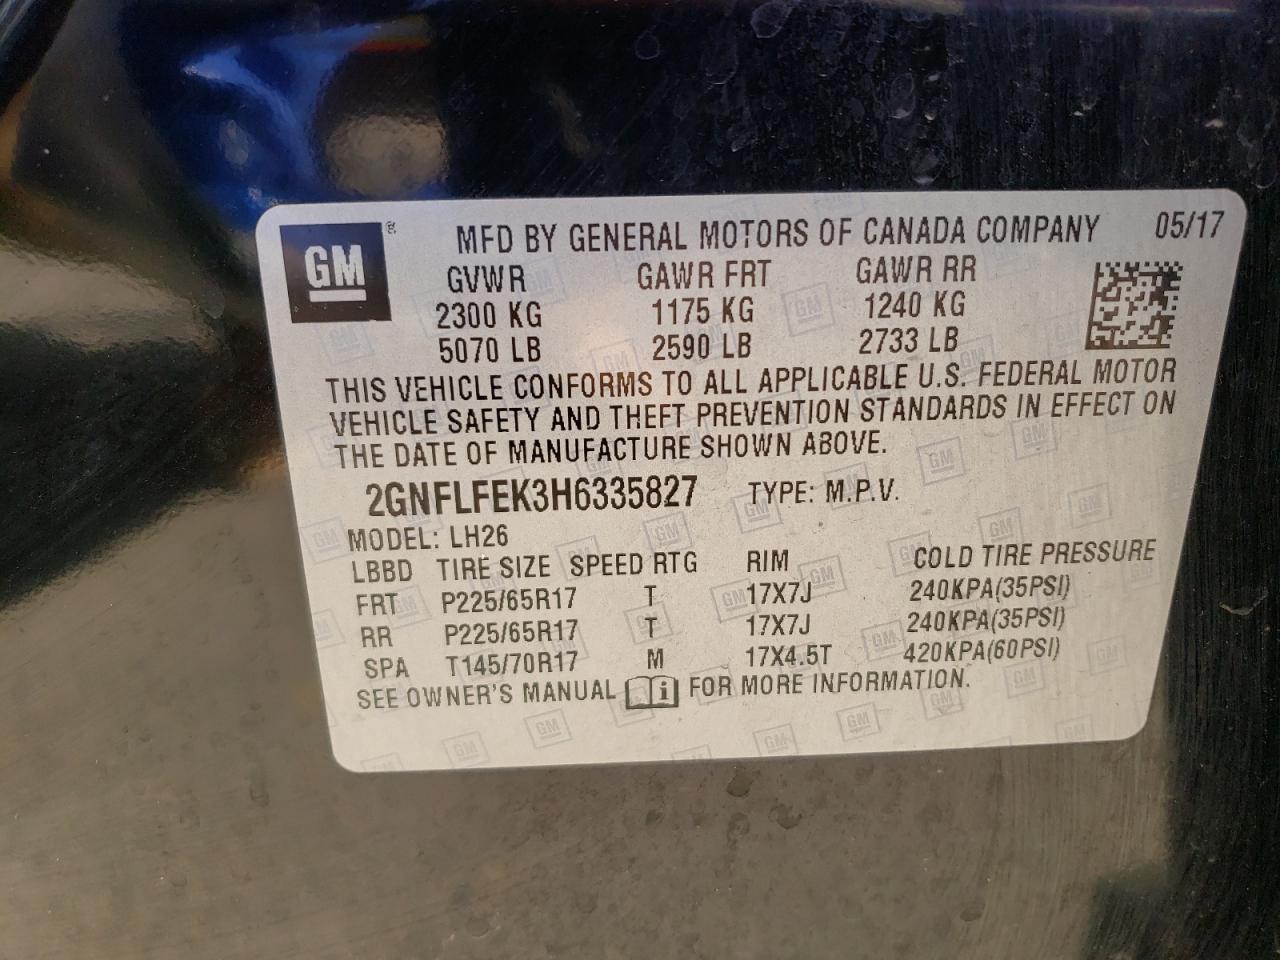 GM ® MFD BY GENERAL MOTORS OF CANADA COMPANY 05/17
GVWR GAWR FRT GAWR RR
2300 KG 1175 KG 1240 KG
5070 LB 2590 LB 2733 LB
THIS VEHICLE CONFORMS TO ALL APPLICABLE U.S. FEDERAL MOTOR
VEHICLE SAFETY AND THEFT PREVENTION STANDARDS IN EFFECT ON
THE DATE OF MANUFACTURE SHOWN ABOVE.
2GNFLFEK3H6335827 TYPE: M.P.V.
MODEL: LH26
LBBD TIRE SIZE SPEED RTG RIM COLD TIRE PRESSURE
FRT P225/65R17 T 17X7J 240KPA(35PSI)
RR P225/65R17 T 17X7J 240KPA(35PSI)
SPA T145/70R17 M 17X4.5T 420KPA(60PSI)
SEE OWNER'S MANUAL i FOR MORE INFORMATION.